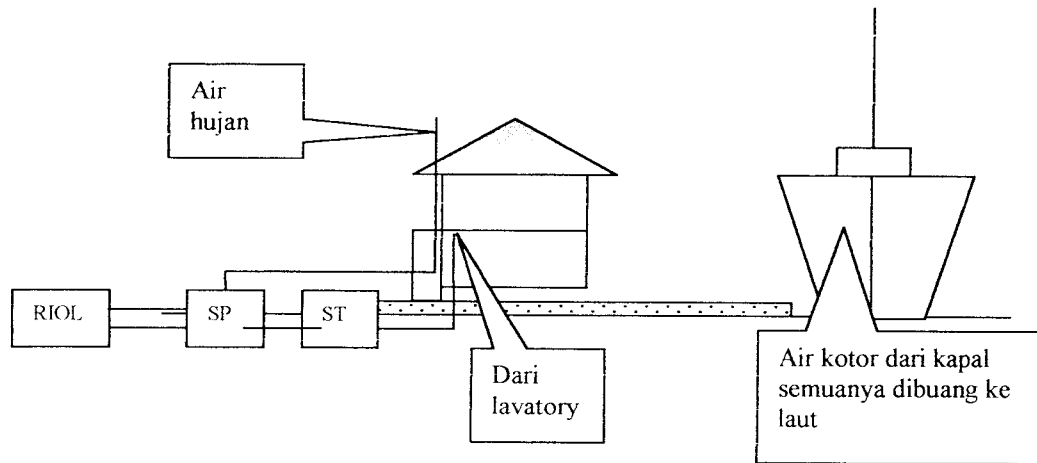 Air
hujan
RIOL
SP
ST
Dari
lavatory
Air kotor dari kapal
semuanya dibuang ke
laut